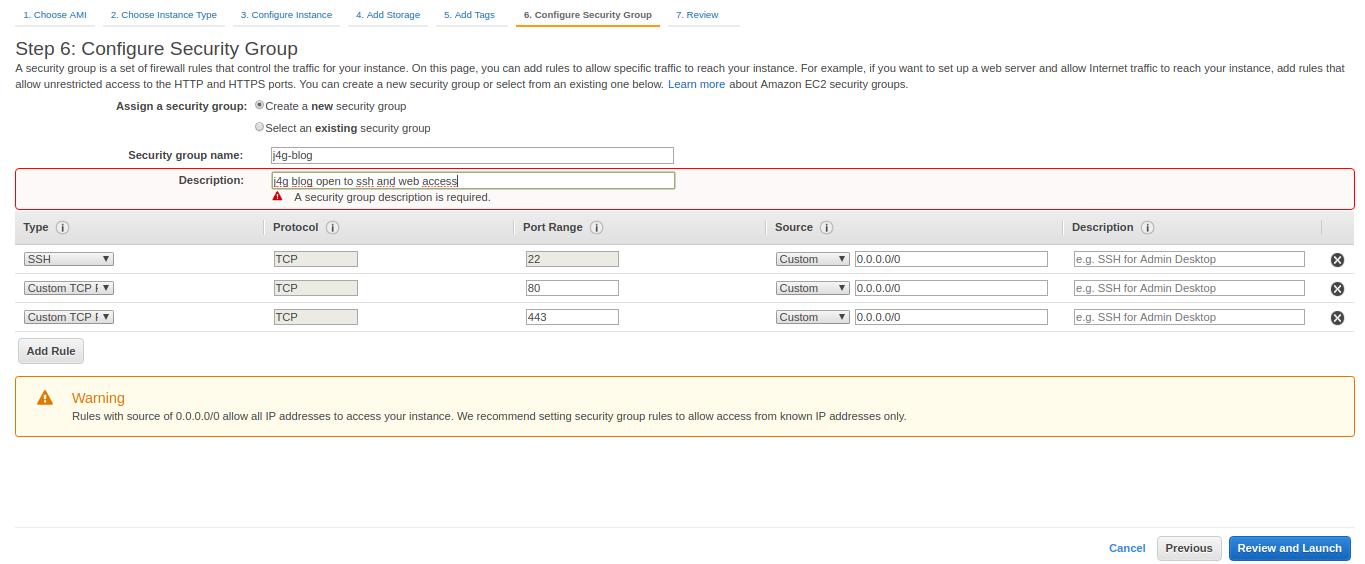 1. Choose AMI 2. Choose Instance Type 3. Configure Instance 4. Add Storage 5. Add Tags 6. Configure Security Group 7. Review
Step 6: Configure Security Group
A security group is a set of firewall rules that control the traffic for your instance. On this page, you can add rules to allow specific traffic to reach your instance. For example, if you want to set up a web server and allow Internet traffic to reach your instance, add rules that
allow unrestricted access to the HTTP and HTTPS ports. You can create a new security group or select from an existing one below. Learn more about Amazon EC2 security groups.
Assign a security group: Create a new security group
Select an existing security group
Security group name: j4g-blog
Description: j4g blog open to ssh and web access
A security group description is required.
Type Protocol Port Range Source Description
SSH TCP 22 Custom 0.0.0.0/0 e.g. SSH for Admin Desktop
Custom TCP TCP 80 Custom 0.0.0.0/0 e.g. SSH for Admin Desktop
Custom TCP TCP 443 Custom 0.0.0.0/0 e.g. SSH for Admin Desktop
Add Rule
Warning
Rules with source of 0.0.0.0/0 allow all IP addresses to access your instance. We recommend setting security group rules to allow access from known IP addresses only.
Cancel Previous Review and Launch